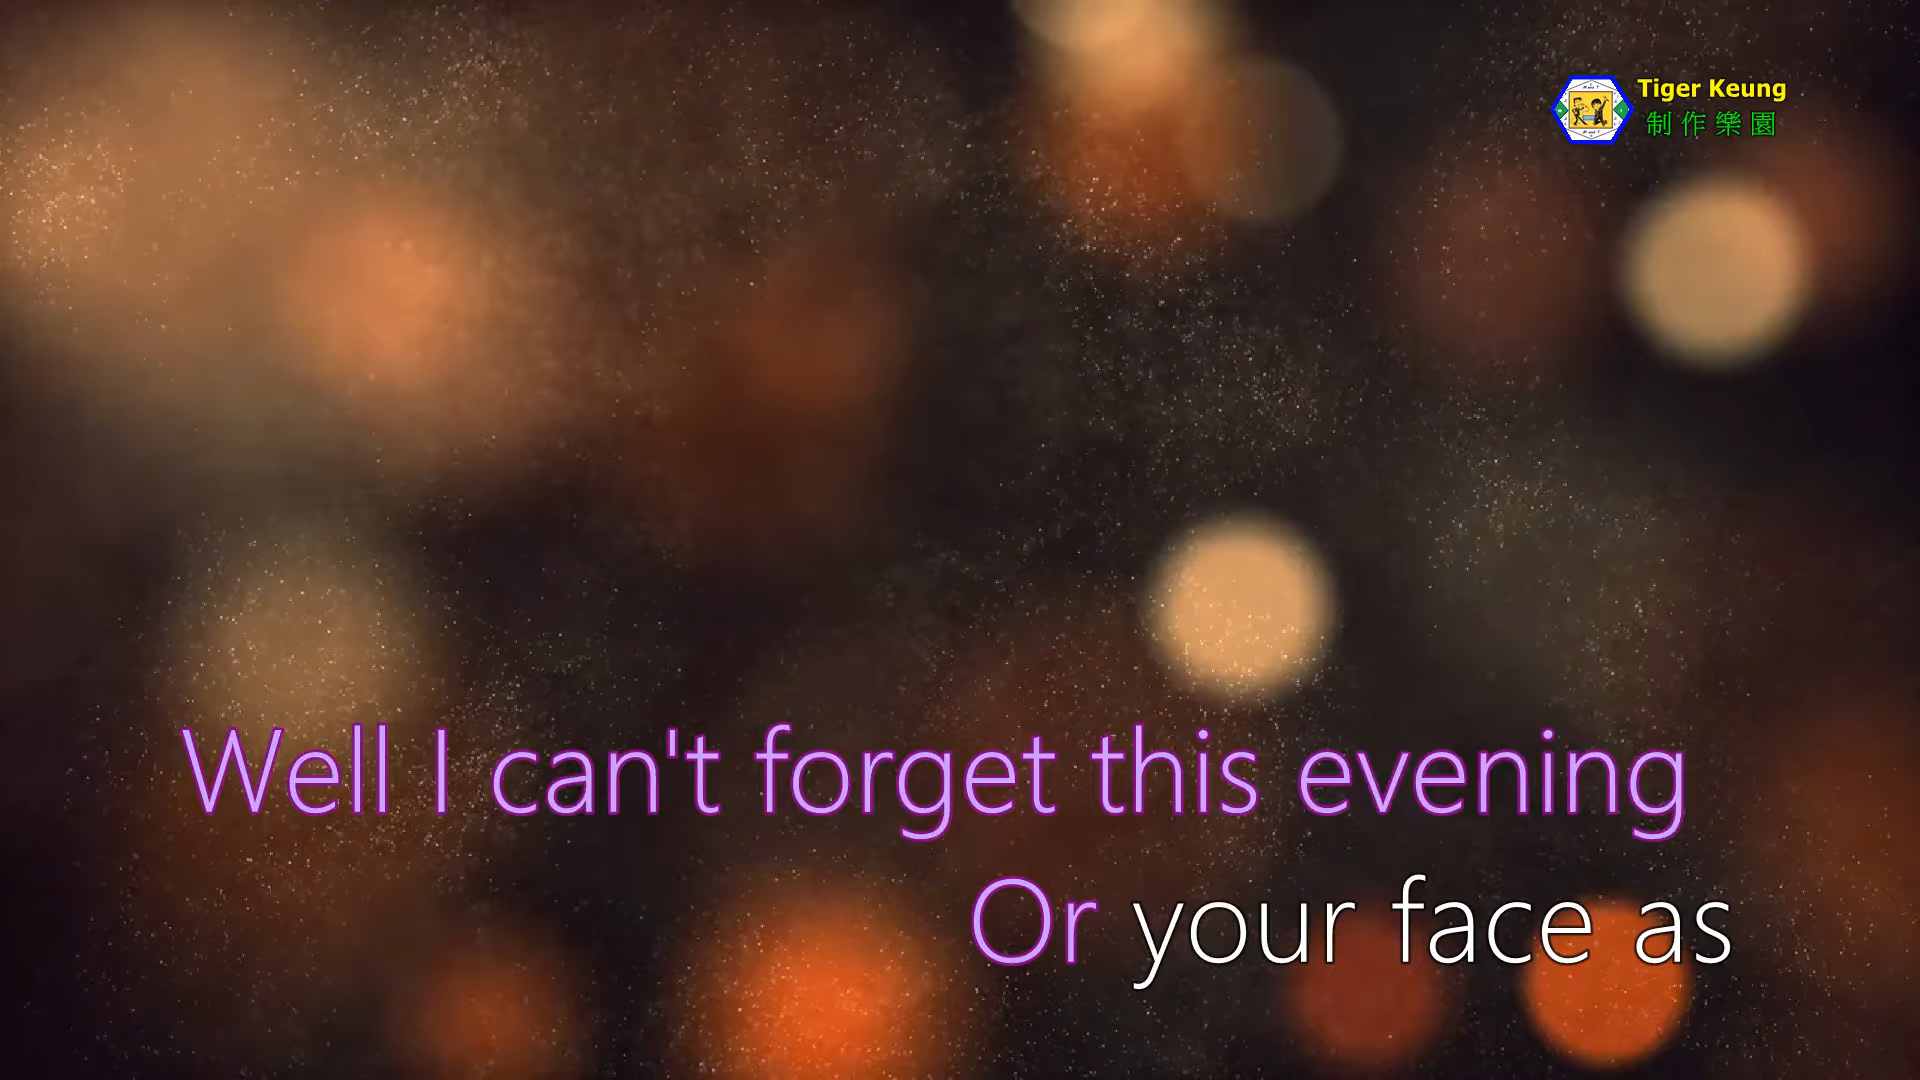 Tiger Keung
制作樂園
Well I can't forget this evening
Or your face as